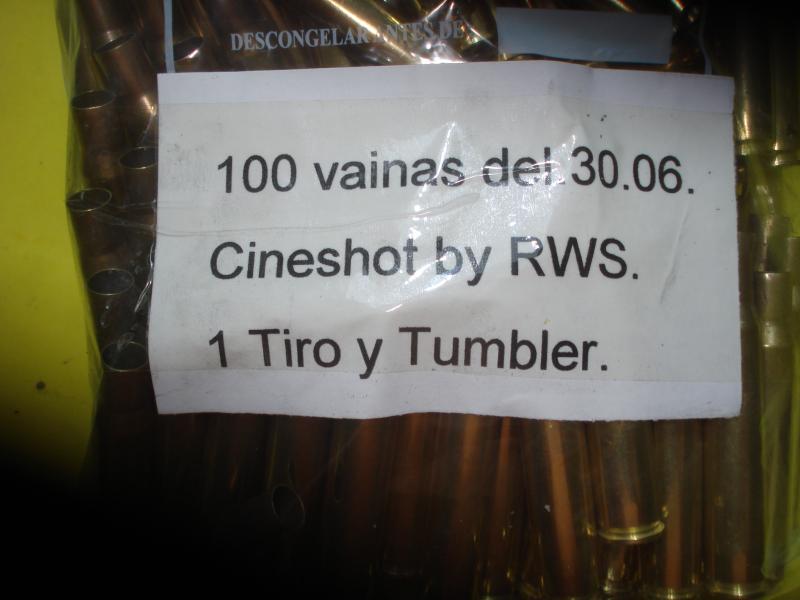 DESCONGELAR ANTES DE
100 vainas del 30.06.
Cineshot by RWS.
1 Tiro y Tumbler.